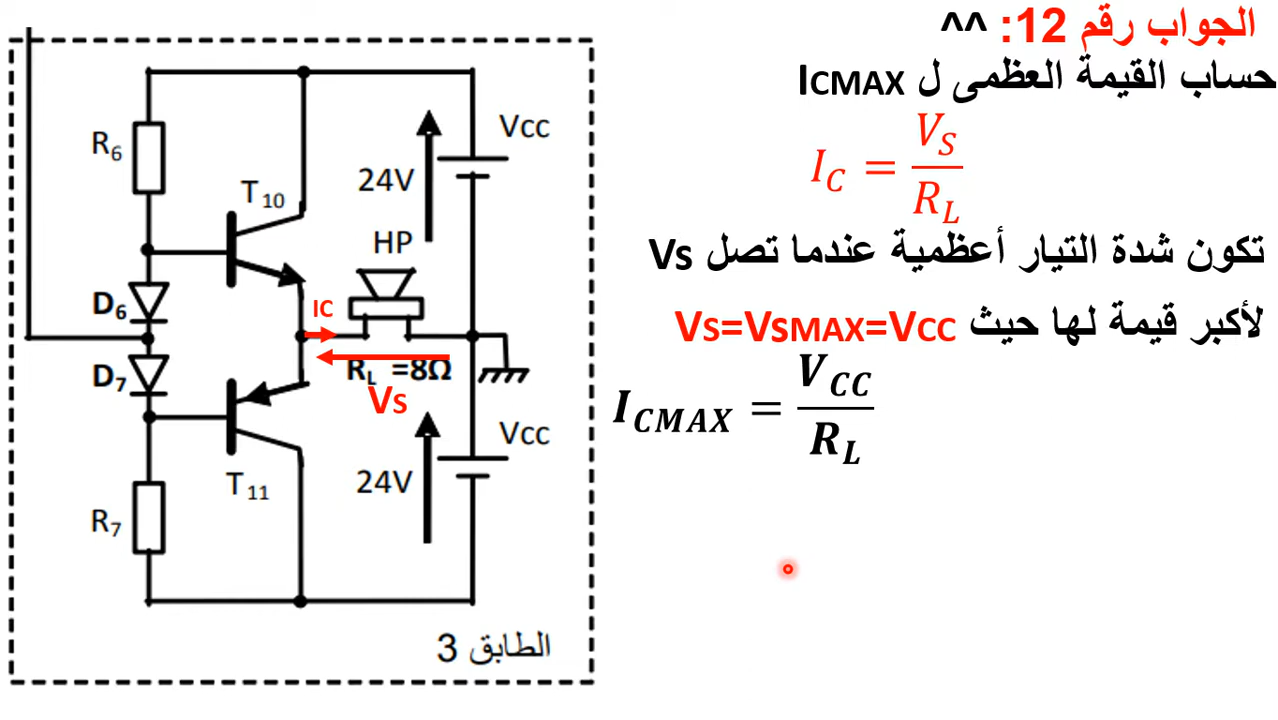 الجواب رقم 12: ^^
حساب القيمة العظمى ل ICMAX
I_C = V_S / R_L
تكون شدة التيار أعظمية عندما تصل Vs
لأكبر قيمة لها حيث VS=VSMAX=VCC
I_CMAX = V_CC / R_L
R6
T10
Vcc
24V
HP
D6
IC
D7
RL =8Ω
Vs
Vcc
24V
T11
R7
الطابق 3